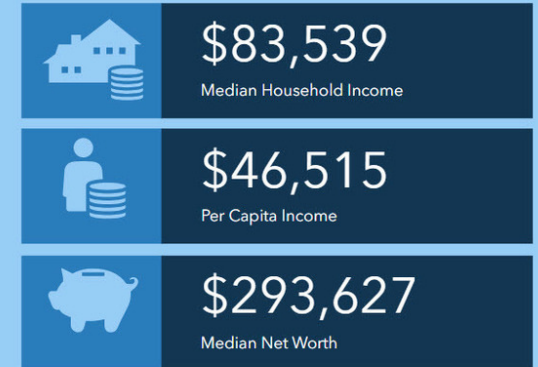 $83,539
Median Household Income
$46,515
Per Capita Income
$293,627
Median Net Worth